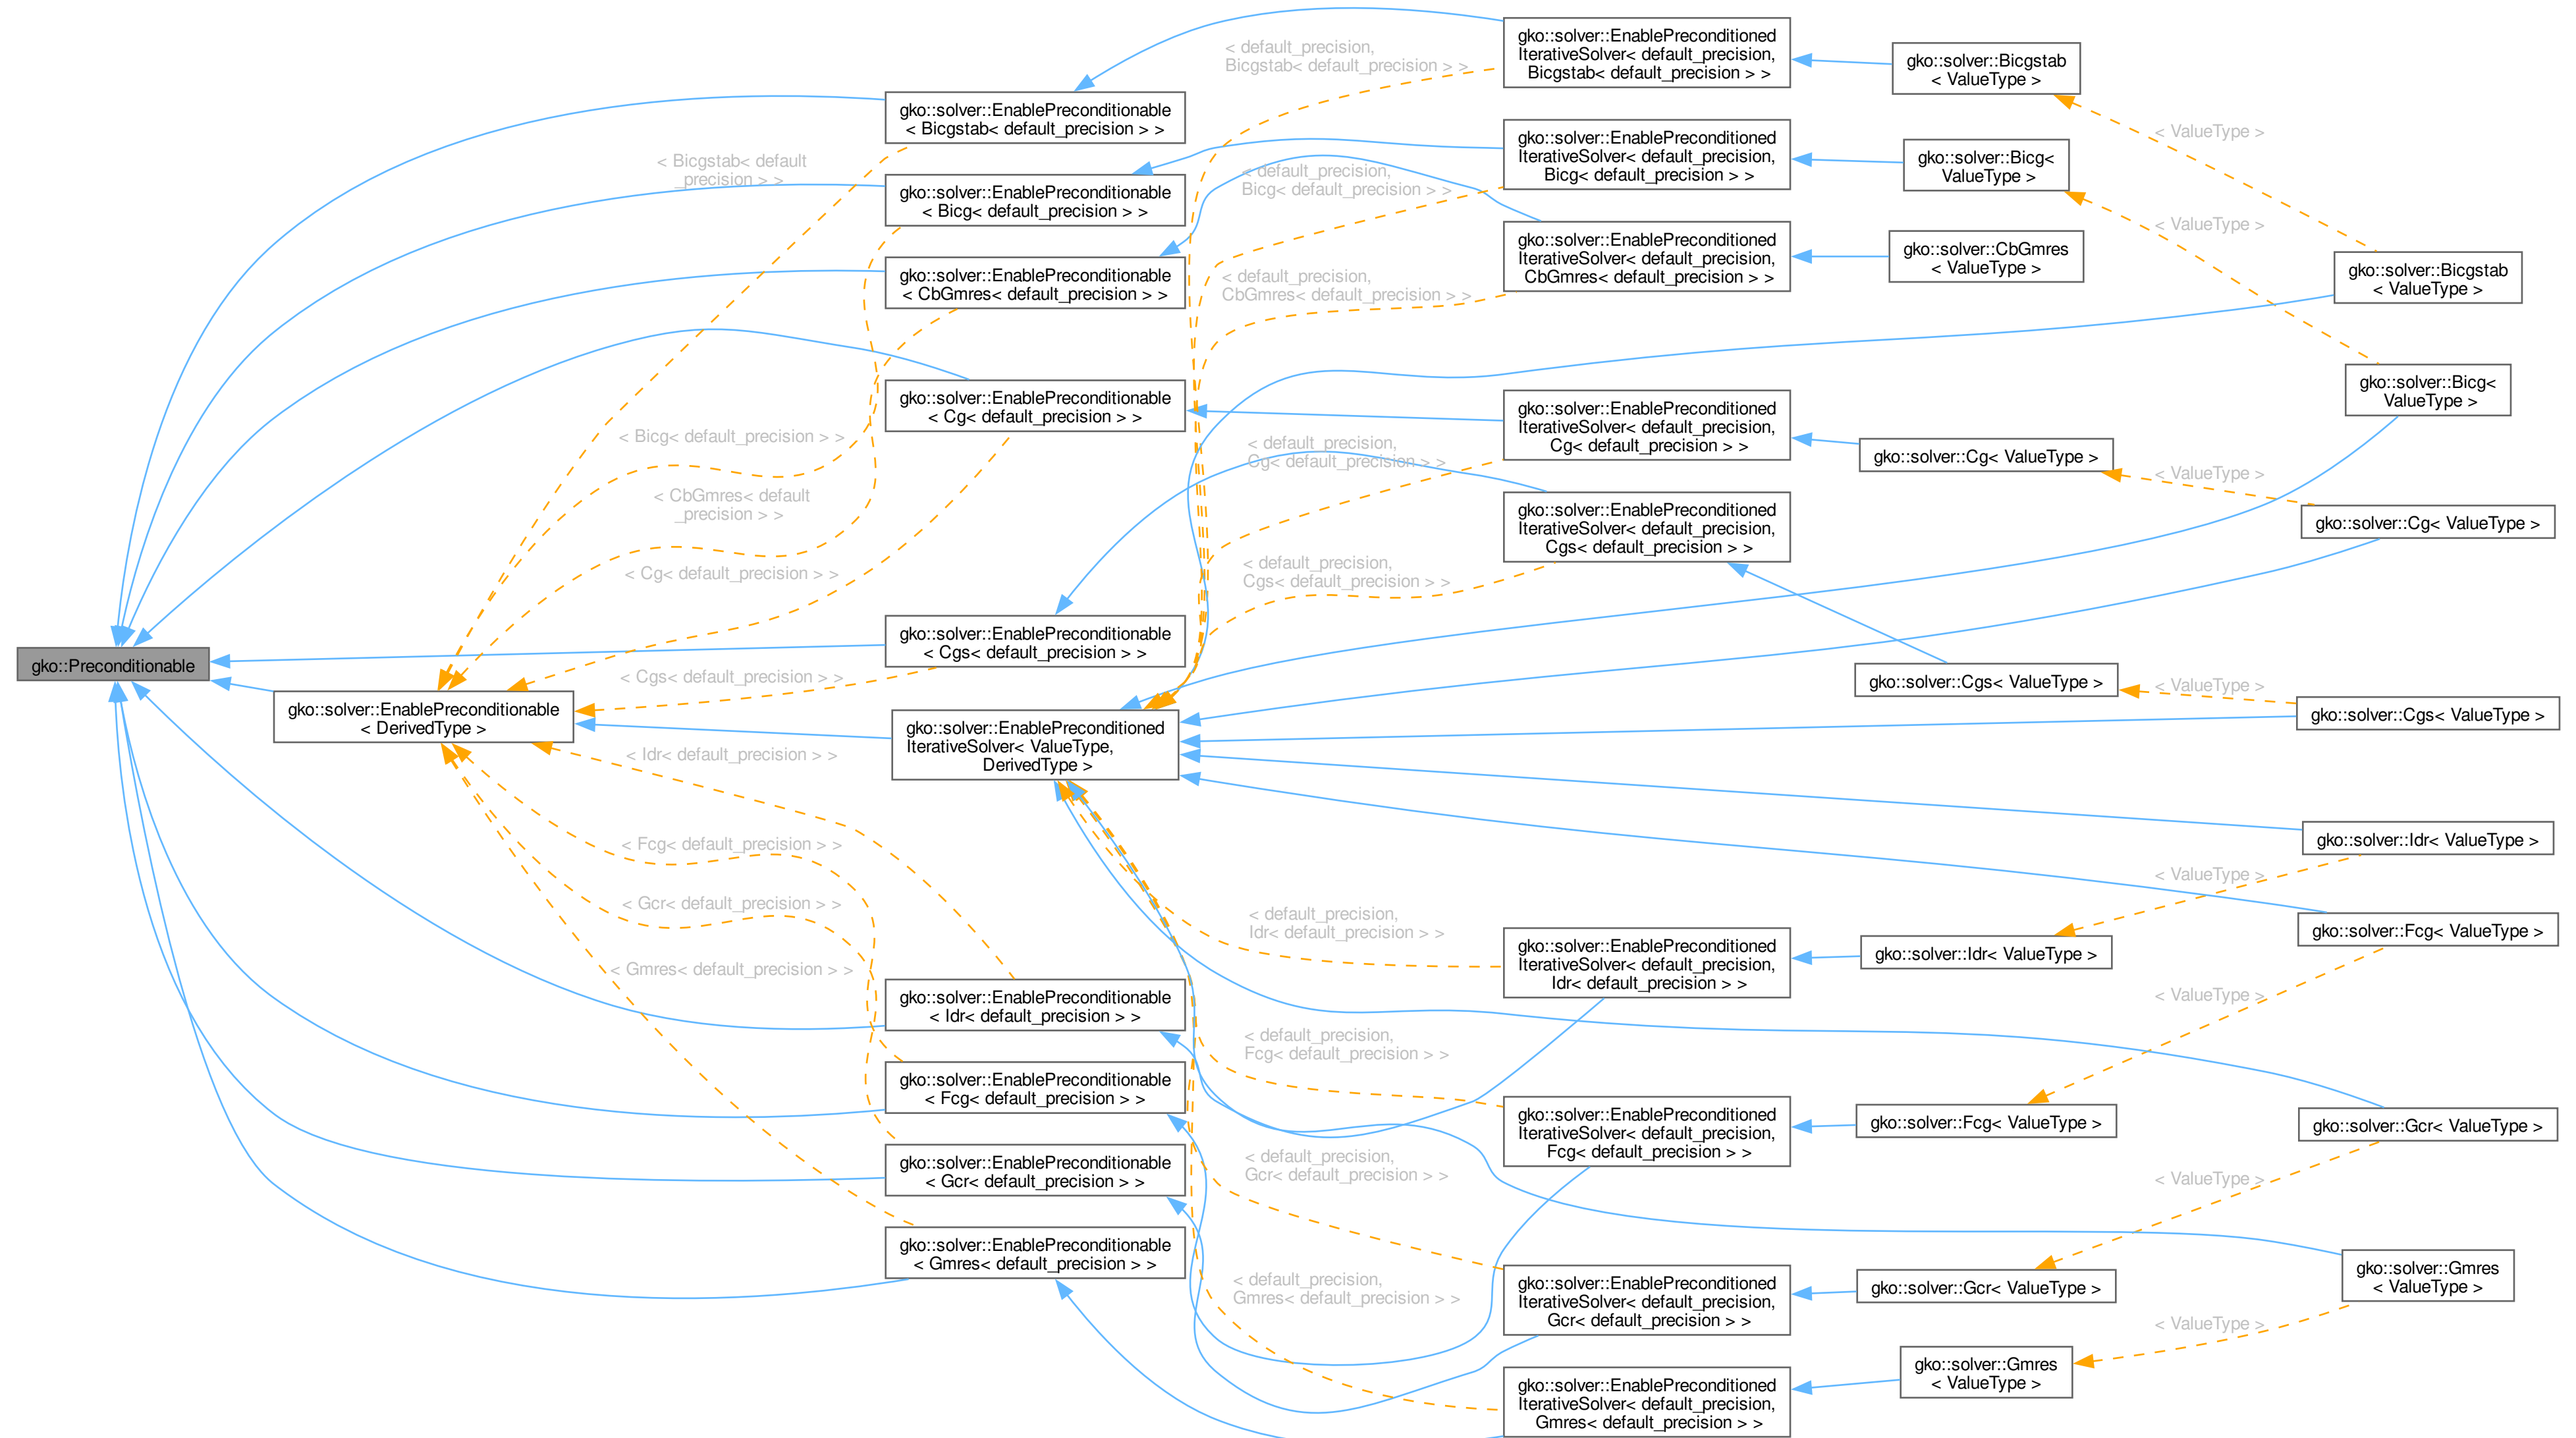 gko::Preconditionable
gko::solver::EnablePreconditionable
< DerivedType >
< Bicgstab< default
_precision > >
< Bicg< default_precision > >
< CbGmres< default
_precision > >
< Cg< default_precision > >
< Cgs< default_precision > >
< Idr< default_precision > >
< Fcg< default_precision > >
< Gcr< default_precision > >
< Gmres< default_precision > >
gko::solver::EnablePreconditionable
< Bicgstab< default_precision > >
gko::solver::EnablePreconditionable
< Bicg< default_precision > >
gko::solver::EnablePreconditionable
< CbGmres< default_precision > >
gko::solver::EnablePreconditionable
< Cg< default_precision > >
gko::solver::EnablePreconditionable
< Cgs< default_precision > >
gko::solver::EnablePreconditioned
IterativeSolver< ValueType,
DerivedType >
gko::solver::EnablePreconditionable
< Idr< default_precision > >
gko::solver::EnablePreconditionable
< Fcg< default_precision > >
gko::solver::EnablePreconditionable
< Gcr< default_precision > >
gko::solver::EnablePreconditionable
< Gmres< default_precision > >
< default_precision,
Bicgstab< default_precision > >
< default_precision,
Bicg< default_precision > >
< default_precision,
CbGmres< default_precision > >
< default_precision,
Cg< default_precision > >
< default_precision,
Cgs< default_precision > >
< default_precision,
Idr< default_precision > >
< default_precision,
Fcg< default_precision > >
< default_precision,
Gcr< default_precision > >
< default_precision,
Gmres< default_precision > >
gko::solver::EnablePreconditioned
IterativeSolver< default_precision,
Bicgstab< default_precision > >
gko::solver::EnablePreconditioned
IterativeSolver< default_precision,
Bicg< default_precision > >
gko::solver::EnablePreconditioned
IterativeSolver< default_precision,
CbGmres< default_precision > >
gko::solver::EnablePreconditioned
IterativeSolver< default_precision,
Cg< default_precision > >
gko::solver::EnablePreconditioned
IterativeSolver< default_precision,
Cgs< default_precision > >
gko::solver::EnablePreconditioned
IterativeSolver< default_precision,
Idr< default_precision > >
gko::solver::EnablePreconditioned
IterativeSolver< default_precision,
Fcg< default_precision > >
gko::solver::EnablePreconditioned
IterativeSolver< default_precision,
Gcr< default_precision > >
gko::solver::EnablePreconditioned
IterativeSolver< default_precision,
Gmres< default_precision > >
gko::solver::Bicgstab
< ValueType >
gko::solver::Bicg<
ValueType >
gko::solver::CbGmres
< ValueType >
gko::solver::Cg< ValueType >
gko::solver::Cgs< ValueType >
gko::solver::Idr< ValueType >
gko::solver::Fcg< ValueType >
gko::solver::Gcr< ValueType >
gko::solver::Gmres
< ValueType >
< ValueType >
< ValueType >
< ValueType >
< ValueType >
< ValueType >
< ValueType >
< ValueType >
< ValueType >
gko::solver::Bicgstab
< ValueType >
gko::solver::Bicg<
ValueType >
gko::solver::Cg< ValueType >
gko::solver::Cgs< ValueType >
gko::solver::Idr< ValueType >
gko::solver::Fcg< ValueType >
gko::solver::Gcr< ValueType >
gko::solver::Gmres
< ValueType >